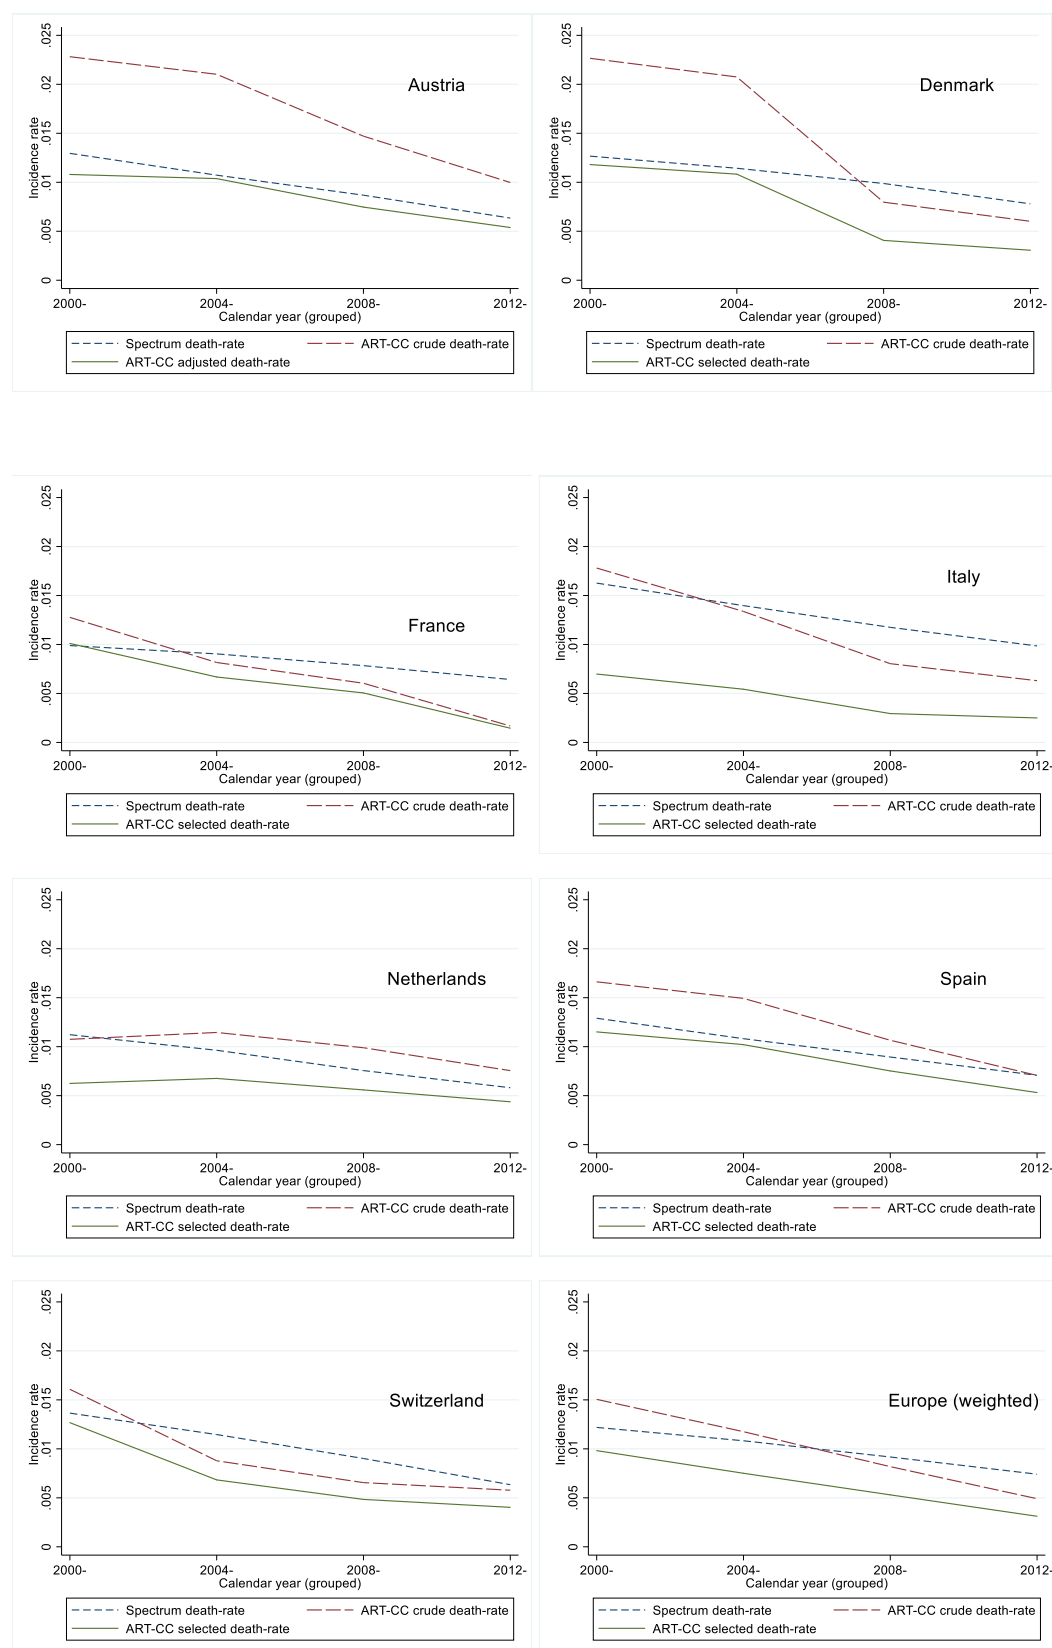 .025
.02
.015
.01
.005
0
Incidence rate
Austria
2000-
2004-
2008-
2012-
Calendar year (grouped)
Spectrum death-rate
ART-CC crude death-rate
ART-CC adjusted death-rate
.025
.02
.015
.01
.005
0
Incidence rate
Denmark
2000-
2004-
2008-
2012-
Calendar year (grouped)
Spectrum death-rate
ART-CC crude death-rate
ART-CC selected death-rate
.025
.02
.015
.01
.005
0
Incidence rate
France
2000-
2004-
2008-
2012-
Calendar year (grouped)
Spectrum death-rate
ART-CC crude death-rate
ART-CC selected death-rate
.025
.02
.015
.01
.005
0
Incidence rate
Italy
2000-
2004-
2008-
2012-
Calendar year (grouped)
Spectrum death-rate
ART-CC crude death-rate
ART-CC selected death-rate
.025
.02
.015
.01
.005
0
Incidence rate
Netherlands
2000-
2004-
2008-
2012-
Calendar year (grouped)
Spectrum death-rate
ART-CC crude death-rate
ART-CC selected death-rate
.025
.02
.015
.01
.005
0
Incidence rate
Spain
2000-
2004-
2008-
2012-
Calendar year (grouped)
Spectrum death-rate
ART-CC crude death-rate
ART-CC selected death-rate
.025
.02
.015
.01
.005
0
Incidence rate
Switzerland
2000-
2004-
2008-
2012-
Calendar year (grouped)
Spectrum death-rate
ART-CC crude death-rate
ART-CC selected death-rate
.025
.02
.015
.01
.005
0
Incidence rate
Europe (weighted)
2000-
2004-
2008-
2012-
Calendar year (grouped)
Spectrum death-rate
ART-CC crude death-rate
ART-CC selected death-rate